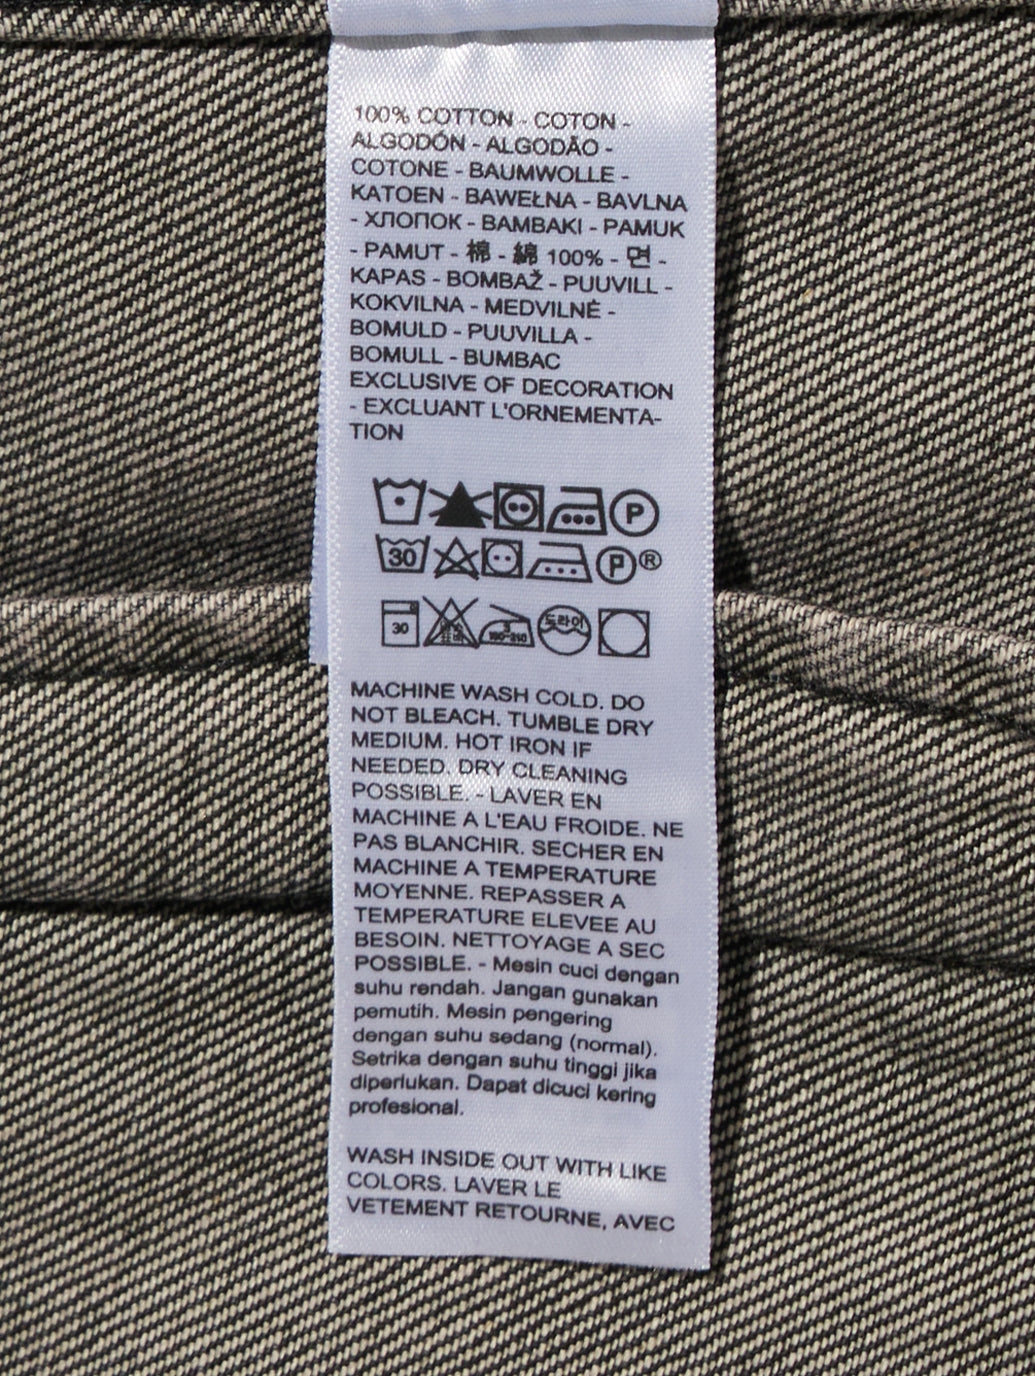 100% COTTON - COTON -
ALGODÓN - ALGODÃO -
COTONE - BAUMWOLLE -
KATOEN - BAWEŁNA - BAVLNA
- ХЛОПОК - BAMBAKI - PAMUK
- PAMUT - 棉 - 綿 100% - 면 -
KAPAS - BOMBAŽ - PUUVILL -
KOKVILNA - MEDVILNĖ -
BOMULD - PUUVILLA -
BOMULL - BUMBAC
EXCLUSIVE OF DECORATION
- EXCLUANT L'ORNEMENTA-
TION
P
30 P ®
30 3 드라이
MACHINE WASH COLD. DO
NOT BLEACH. TUMBLE DRY
MEDIUM. HOT IRON IF
NEEDED. DRY CLEANING
POSSIBLE. - LAVER EN
MACHINE A L'EAU FROIDE. NE
PAS BLANCHIR. SECHER EN
MACHINE A TEMPERATURE
MOYENNE. REPASSER A
TEMPERATURE ELEVEE AU
BESOIN. NETTOYAGE A SEC
POSSIBLE. - Mesin cuci dengan
suhu rendah. Jangan gunakan
pemutih. Mesin pengering
dengan suhu sedang (normal).
Setrika dengan suhu tinggi jika
diperlukan. Dapat dicuci kering
profesional.
WASH INSIDE OUT WITH LIKE
COLORS. LAVER LE
VETEMENT RETOURNE, AVEC